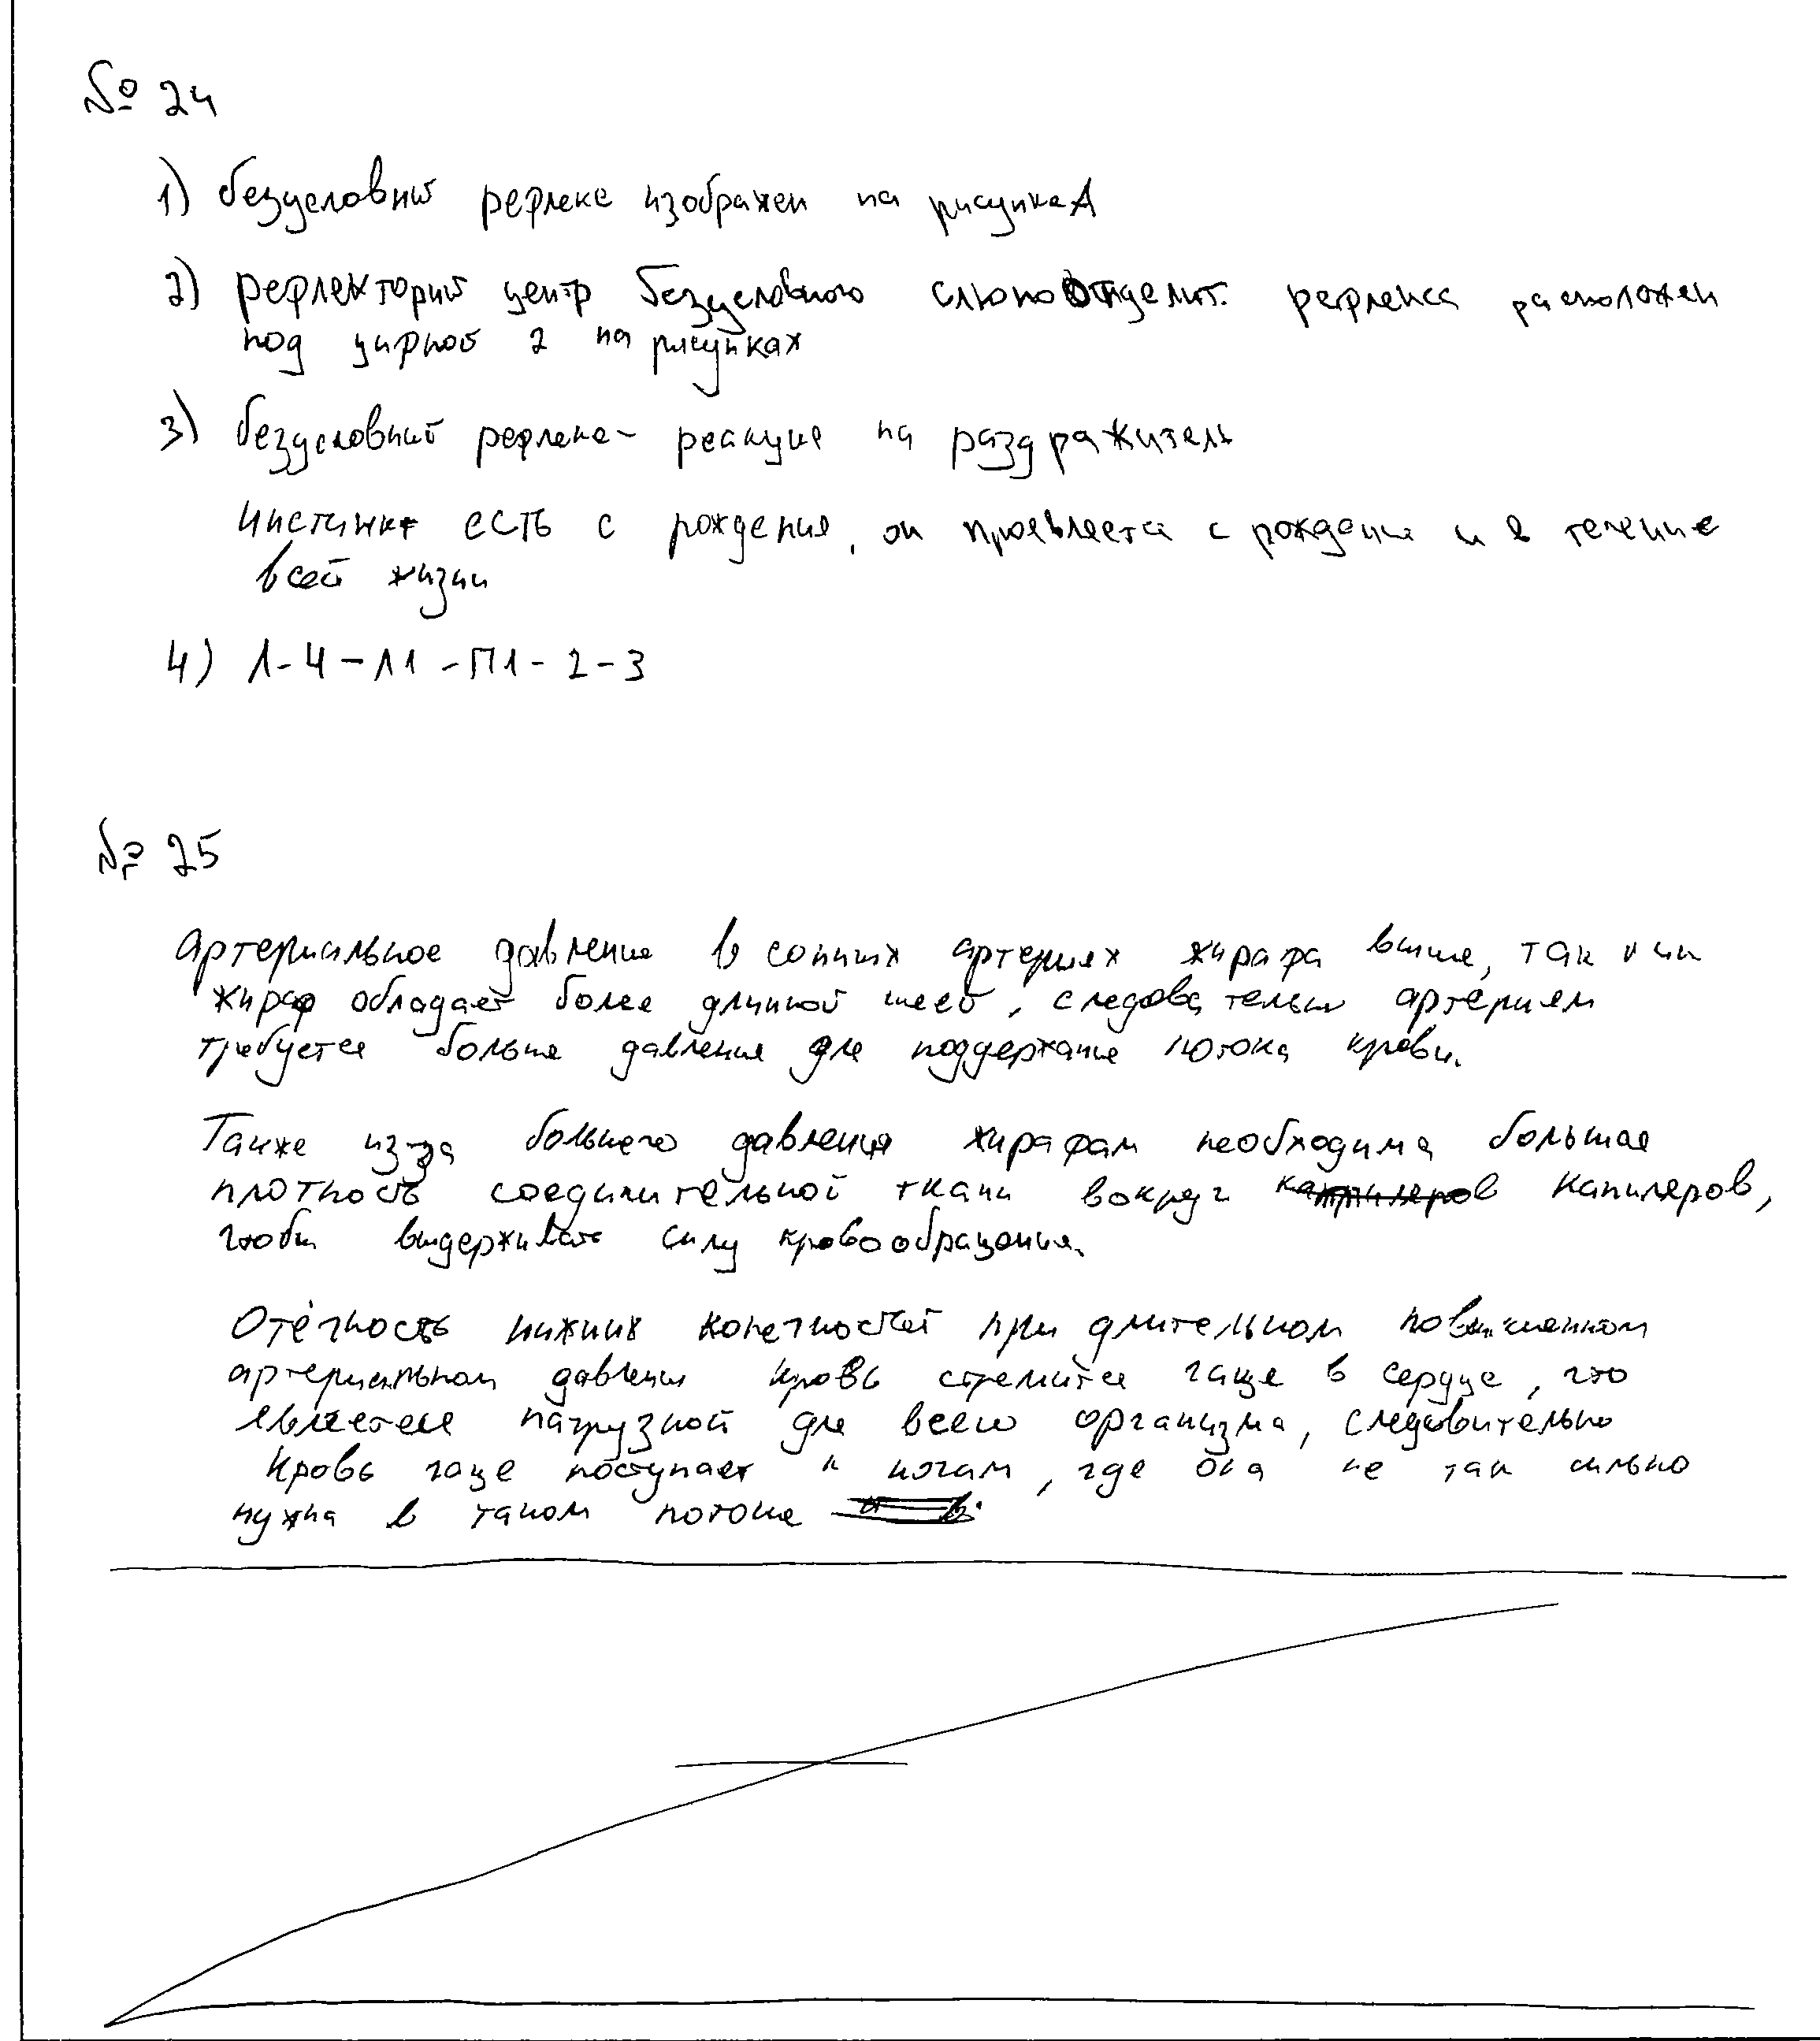 № 24
1) безусловный рефлекс изображен на рисунке А
2) рефлекторный центр безусловного слюноотделит. рефлекса расположен
под цифрой 2 на рисунках
3) безусловный рефлекс - реакция на раздражитель
инстинкт есть с рождения, он проявляется с рождения и в течение
всей жизни
4) 1-4-Л1-П1-2-3
№ 25
Артериальное давление в сонных артериях жирафа выше, так как
жираф обладает более длинной шеей, следовательно артериям
требуется больше давления для поддержание потока крови.
Также из-за большего давления жирафам необходима большая
плотность соединительной ткани вокруг капиляров,
чтобы выдерживать силу кровообращения.
Отёчность нижних конечностей при длительном повышенном
артериальном давлении кровь стремится чаще в сердце, что
является нагрузкой для всего организма, следовительно
кровь чаще поступает к ногам, где она не так сильно
нужна в таком потоке